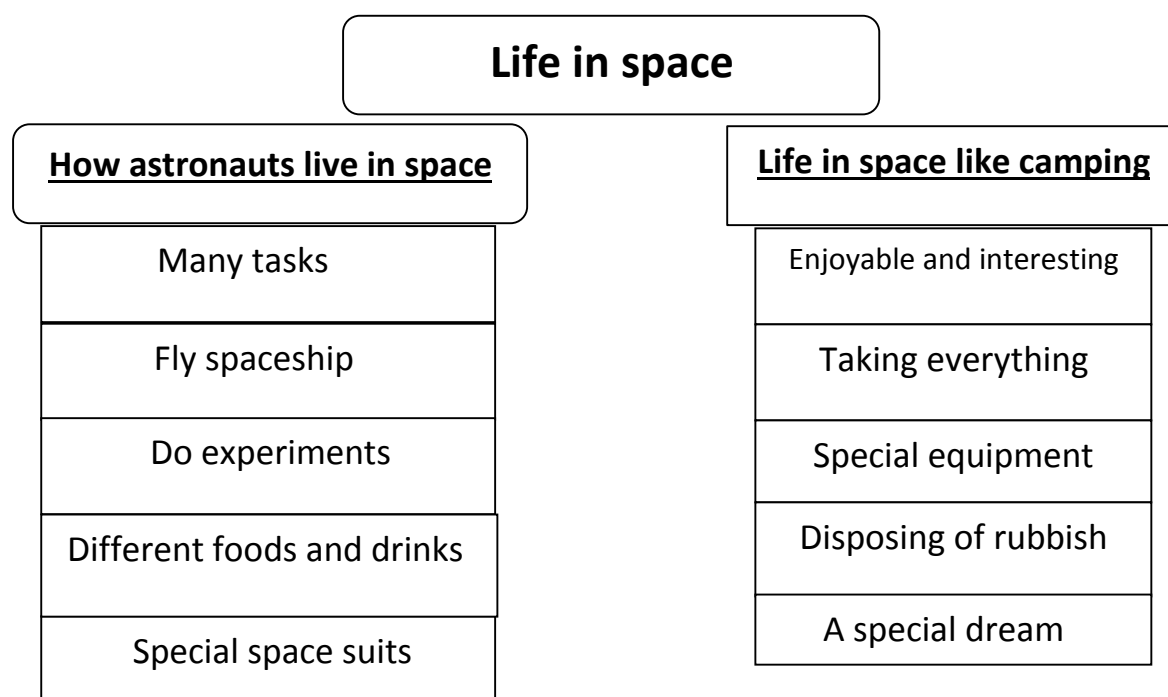 Life in space
How astronauts live in space
Many tasks
Fly spaceship
Do experiments
Different foods and drinks
Special space suits
Life in space like camping
Enjoyable and interesting
Taking everything
Special equipment
Disposing of rubbish
A special dream